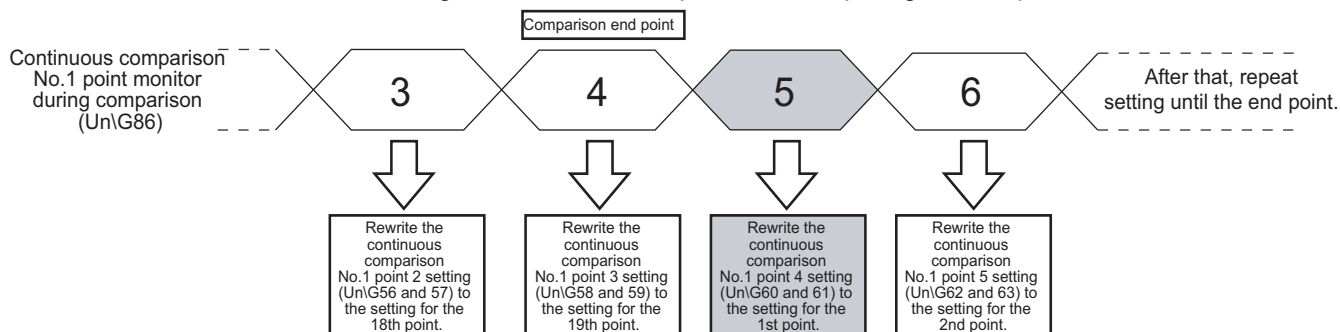 Comparison end point
Continuous comparison
No.1 point monitor
during comparison
(Un\G86)
3
4
5
6
After that, repeat
setting until the end point.
Rewrite the
continuous
comparison
No.1 point 2 setting
(Un\G56 and 57) to
the setting for the
18th point.
Rewrite the
continuous
comparison
No.1 point 3 setting
(Un\G58 and 59) to
the setting for the
19th point.
Rewrite the
continuous
comparison
No.1 point 4 setting
(Un\G60 and 61) to
the setting for the
1st point.
Rewrite the
continuous
comparison
No.1 point 5 setting
(Un\G62 and 63) to
the setting for the
2nd point.